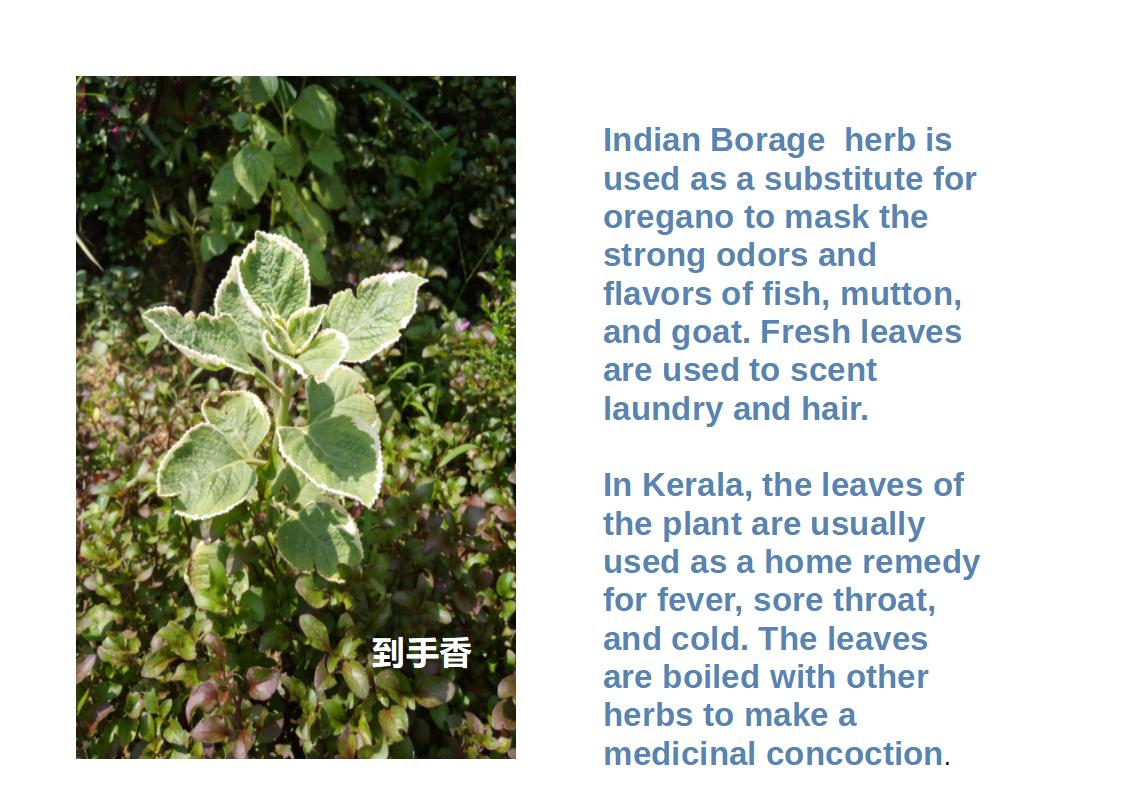 到手香
Indian Borage  herb is
used as a substitute for
oregano to mask the
strong odors and
flavors of fish, mutton,
and goat. Fresh leaves
are used to scent
laundry and hair.
In Kerala, the leaves of
the plant are usually
used as a home remedy
for fever, sore throat,
and cold. The leaves
are boiled with other
herbs to make a
medicinal concoction.